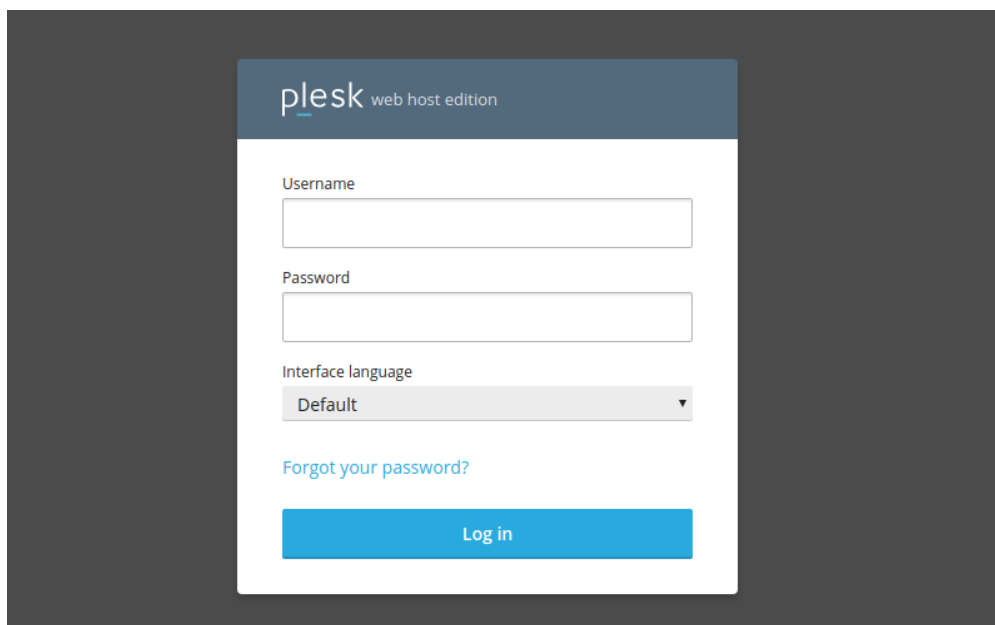 plesk web host edition
Username
Password
Interface language
Default
Forgot your password?
Log in